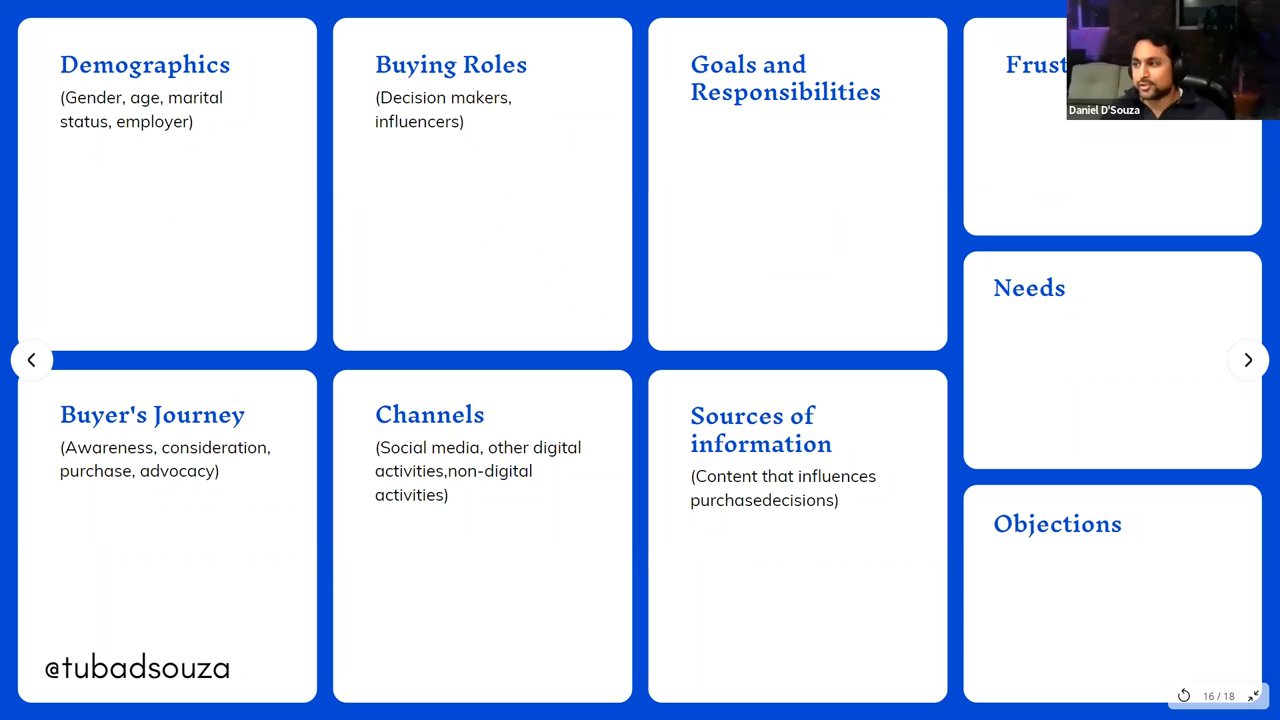 Demographics
(Gender, age, marital
status, employer)
Buying Roles
(Decision makers,
influencers)
Goals and
Responsibilities
Daniel D'Souza
Needs
Buyer's Journey
(Awareness, consideration,
purchase, advocacy)
Channels
(Social media, other digital
activities,non-digital
activities)
Sources of
information
(Content that influences
purchasedecisions)
Objections
@tubadsouza
16 / 18